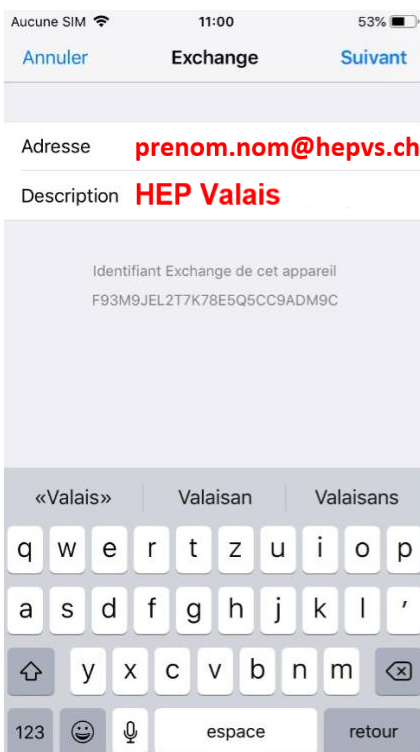 Aucune SIM 11:00 53%
Annuler Exchange Suivant
Adresse prenom.nom@hepvs.ch
Description HEP Valais
Identifiant Exchange de cet appareil
F93M9JEL2T7K78E5Q5CC9ADM9C
«Valais» Valaisan Valaisans
q w e r t z u i o p
a s d f g h j k l ’
y x c v b n m
123 espace retour